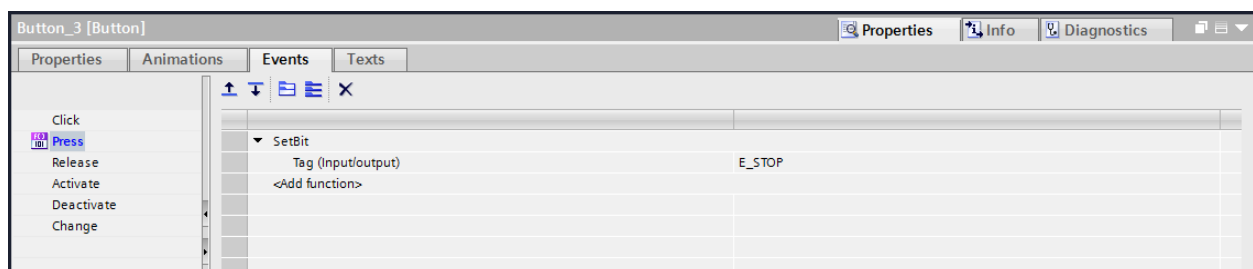 Button_3 [Button]
Properties
Info
Diagnostics
Properties
Animations
Events
Texts
Click
Press
Release
Activate
Deactivate
Change
SetBit
Tag (Input/output) E_STOP
<Add function>